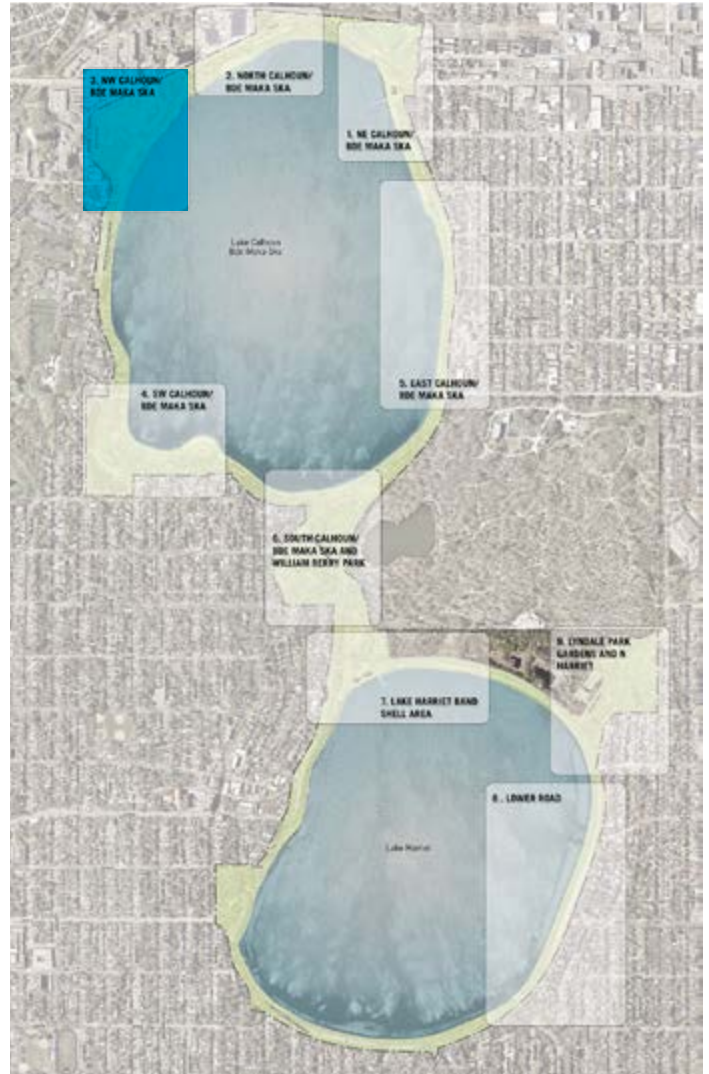 2. NORTH CALHOUN/
BDE MAKA SKA
3. NW CALHOUN/
BDE MAKA SKA
1. NE CALHOUN/
BDE MAKA SKA
Lake Calhoun
Bde Maka Ska
5. EAST CALHOUN/
BDE MAKA SKA
4. SW CALHOUN/
BDE MAKA SKA
6. SOUTH CALHOUN/
BDE MAKA SKA AND
WILLIAM BERRY PARK
LYNDALE PARK
GARDENS AND N
HARRIET
7. LAKE HARRIET BAND
SHELL AREA
LOWER ROAD
Lake Harriet